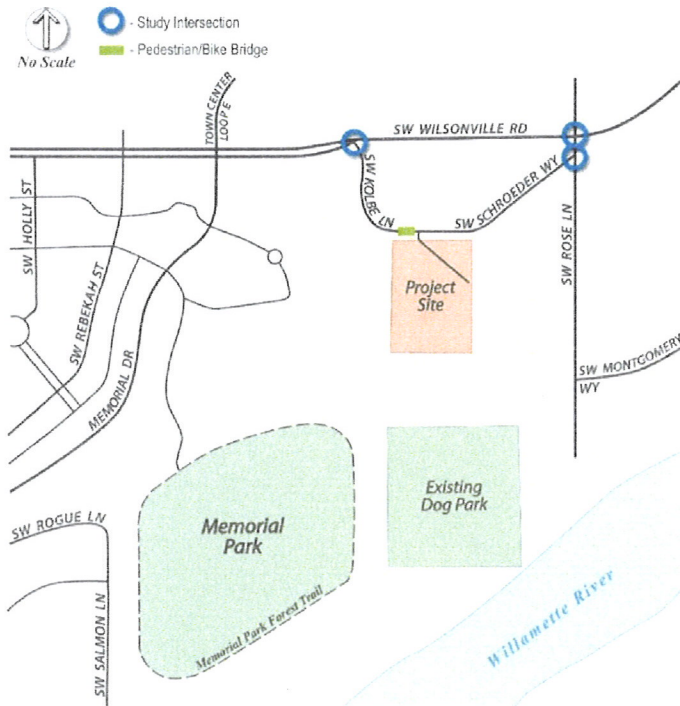 - Study Intersection
- Pedestrian/Bike Bridge
No Scale
TOWN CENTER
LOOP E
SW WILSONVILLE RD
SW HOLLY ST
SW KOLBE LN
SW SCHROEDER WY
SW ROSE LN
SW REBEKAH ST
MEMORIAL DR
Project
Site
SW MONTGOMERY
WY
Memorial
Park
Existing
Dog Park
SW ROGUE LN
SW SALMON LN
Memorial Park Forest Trail
Willamette River